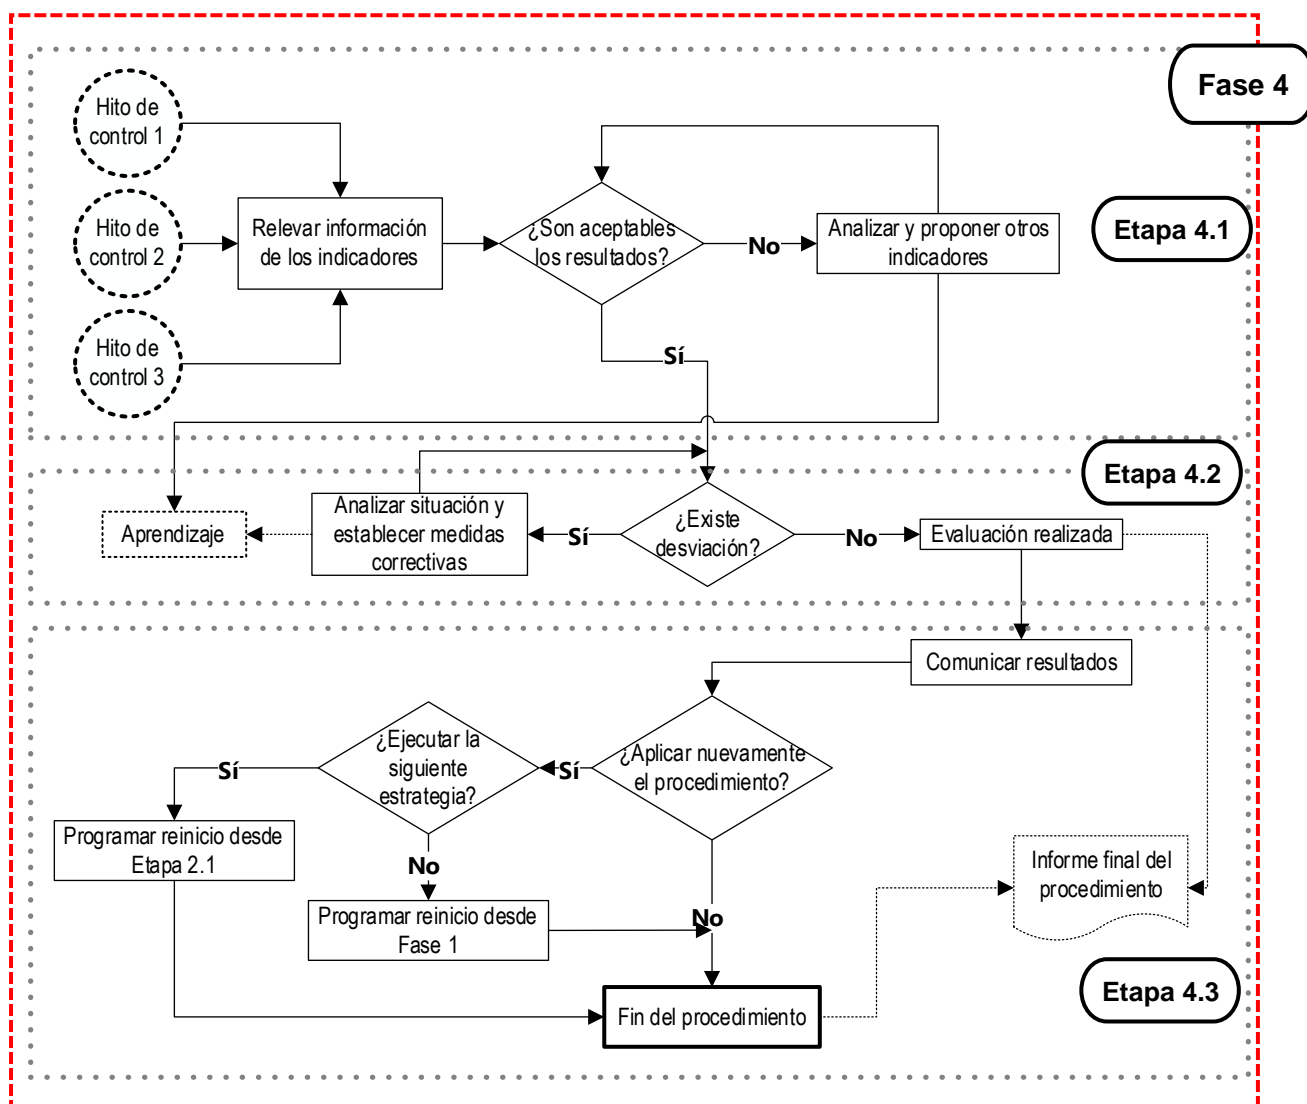 Fase 4
Hito de
control 1
Hito de
control 2
Hito de
control 3
Relevar información
de los indicadores
¿Son aceptables
los resultados?
No
Analizar y proponer otros
indicadores
Etapa 4.1
Sí
Etapa 4.2
Aprendizaje
Analizar situación y
establecer medidas
correctivas
Sí
¿Existe
desviación?
No
Evaluación realizada
Comunicar resultados
¿Aplicar nuevamente
el procedimiento?
Sí
¿Ejecutar la
siguiente
estrategia?
Sí
Programar reinicio desde
Etapa 2.1
No
Programar reinicio desde
Fase 1
No
Informe final del
procedimiento
Fin del procedimiento
Etapa 4.3